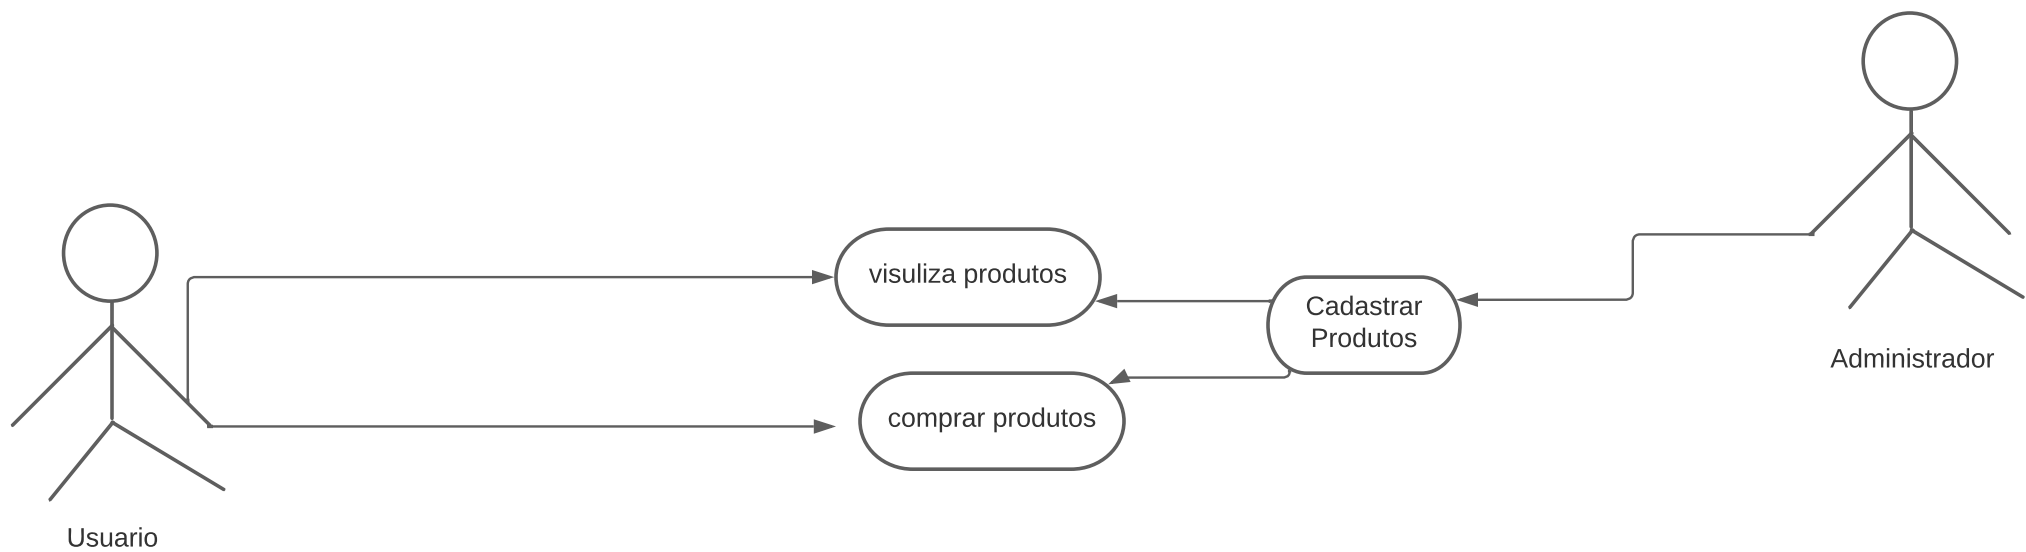 visuliza produtos
Cadastrar
Produtos
Administrador
comprar produtos
Usuario